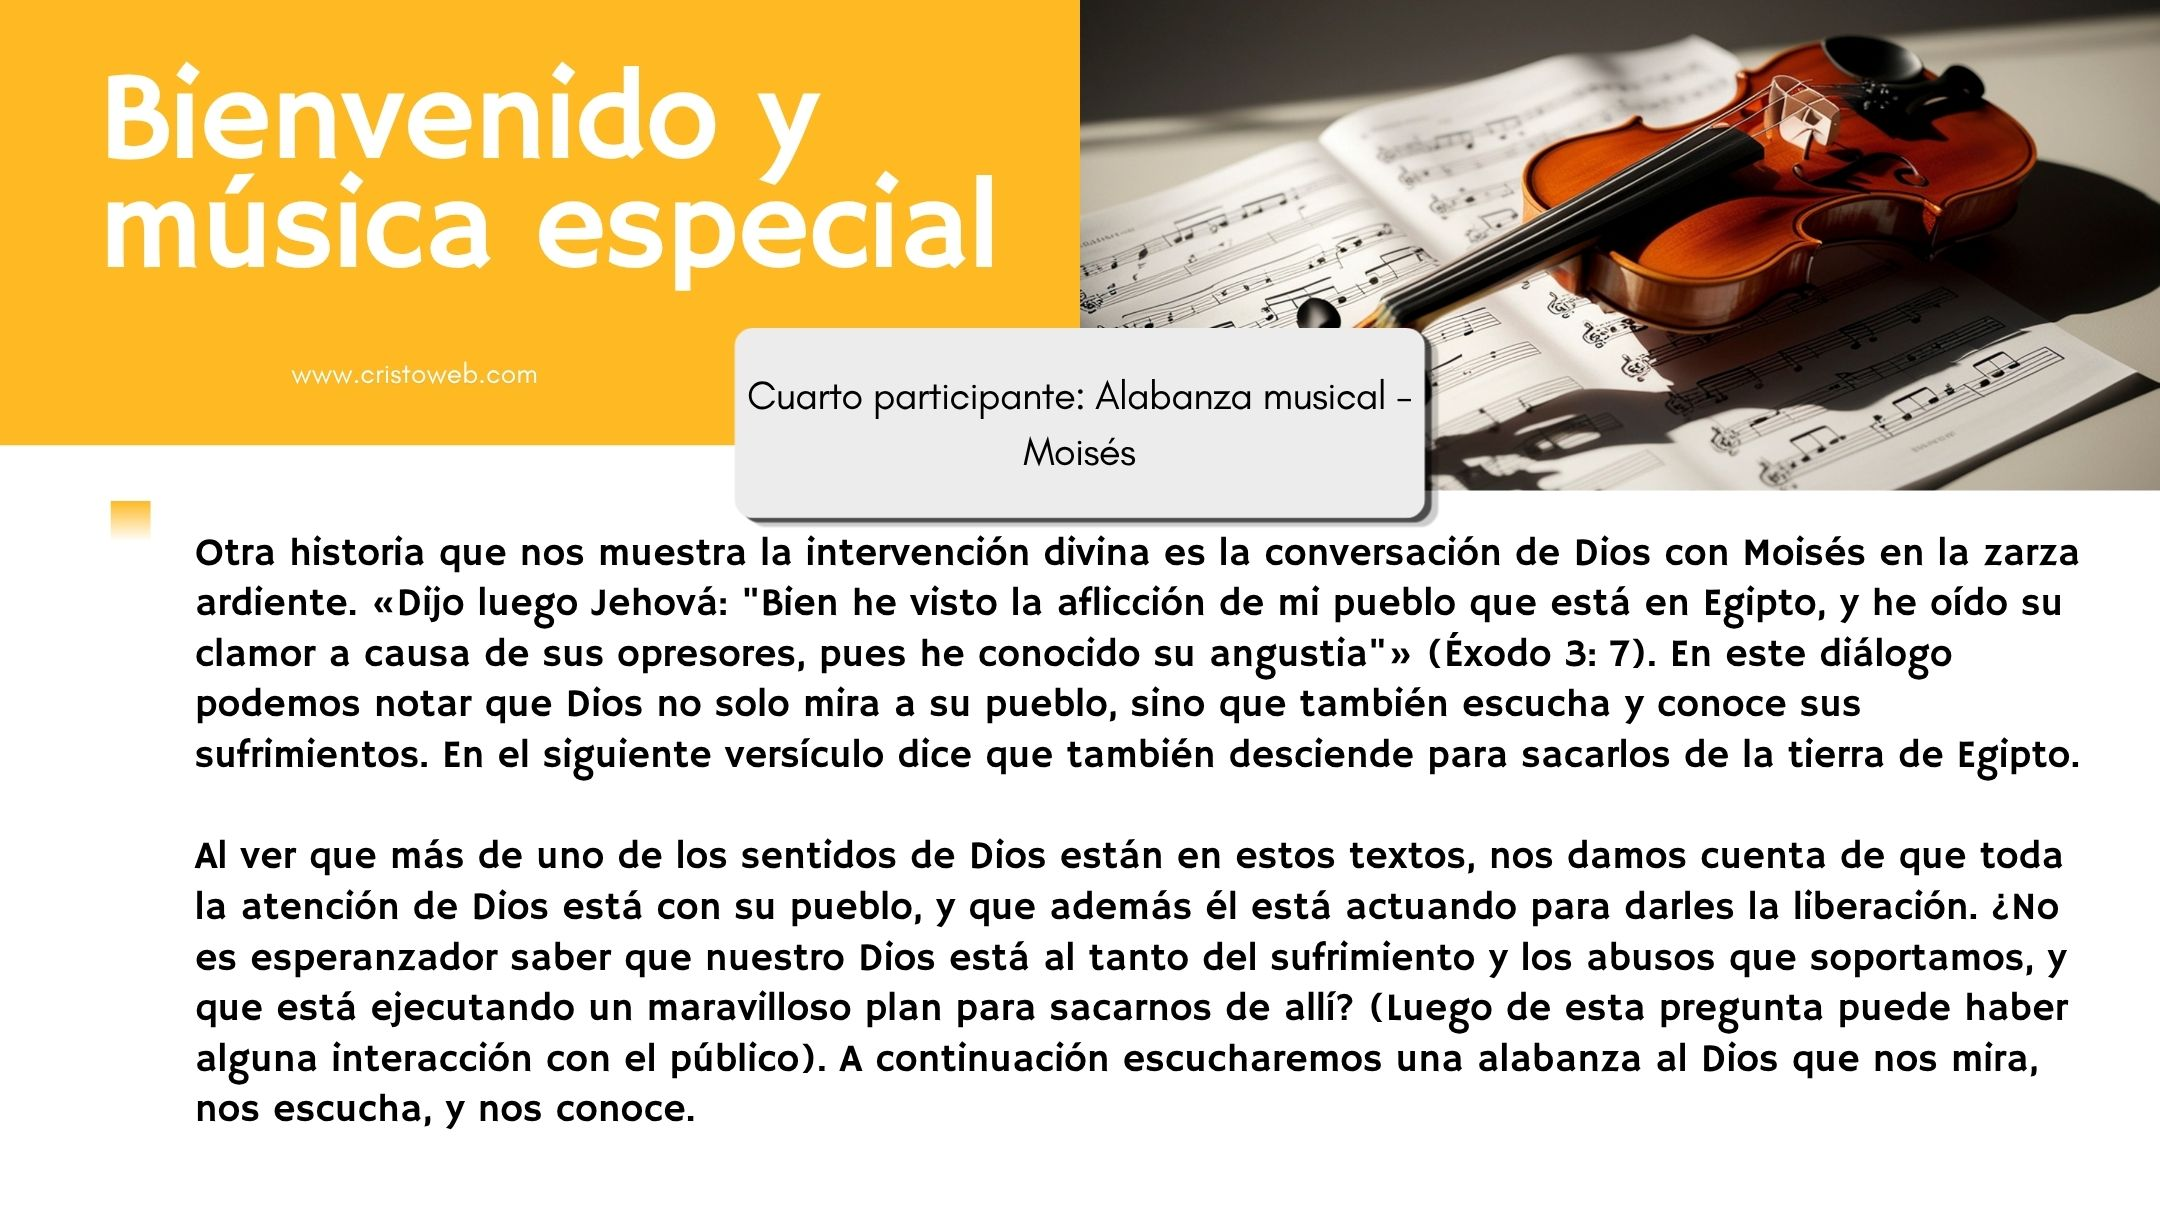 Bienvenido y
música especial
www.cristoweb.com
Cuarto participante: Alabanza musical -
Moisés
Otra historia que nos muestra la intervención divina es la conversación de Dios con Moisés en la zarza
ardiente. «Dijo luego Jehová: "Bien he visto la aflicción de mi pueblo que está en Egipto, y he oído su
clamor a causa de sus opresores, pues he conocido su angustia"» (Éxodo 3: 7). En este diálogo
podemos notar que Dios no solo mira a su pueblo, sino que también escucha y conoce sus
sufrimientos. En el siguiente versículo dice que también desciende para sacarlos de la tierra de Egipto.
Al ver que más de uno de los sentidos de Dios están en estos textos, nos damos cuenta de que toda
la atención de Dios está con su pueblo, y que además él está actuando para darles la liberación. ¿No
es esperanzador saber que nuestro Dios está al tanto del sufrimiento y los abusos que soportamos, y
que está ejecutando un maravilloso plan para sacarnos de allí? (Luego de esta pregunta puede haber
alguna interacción con el público). A continuación escucharemos una alabanza al Dios que nos mira,
nos escucha, y nos conoce.